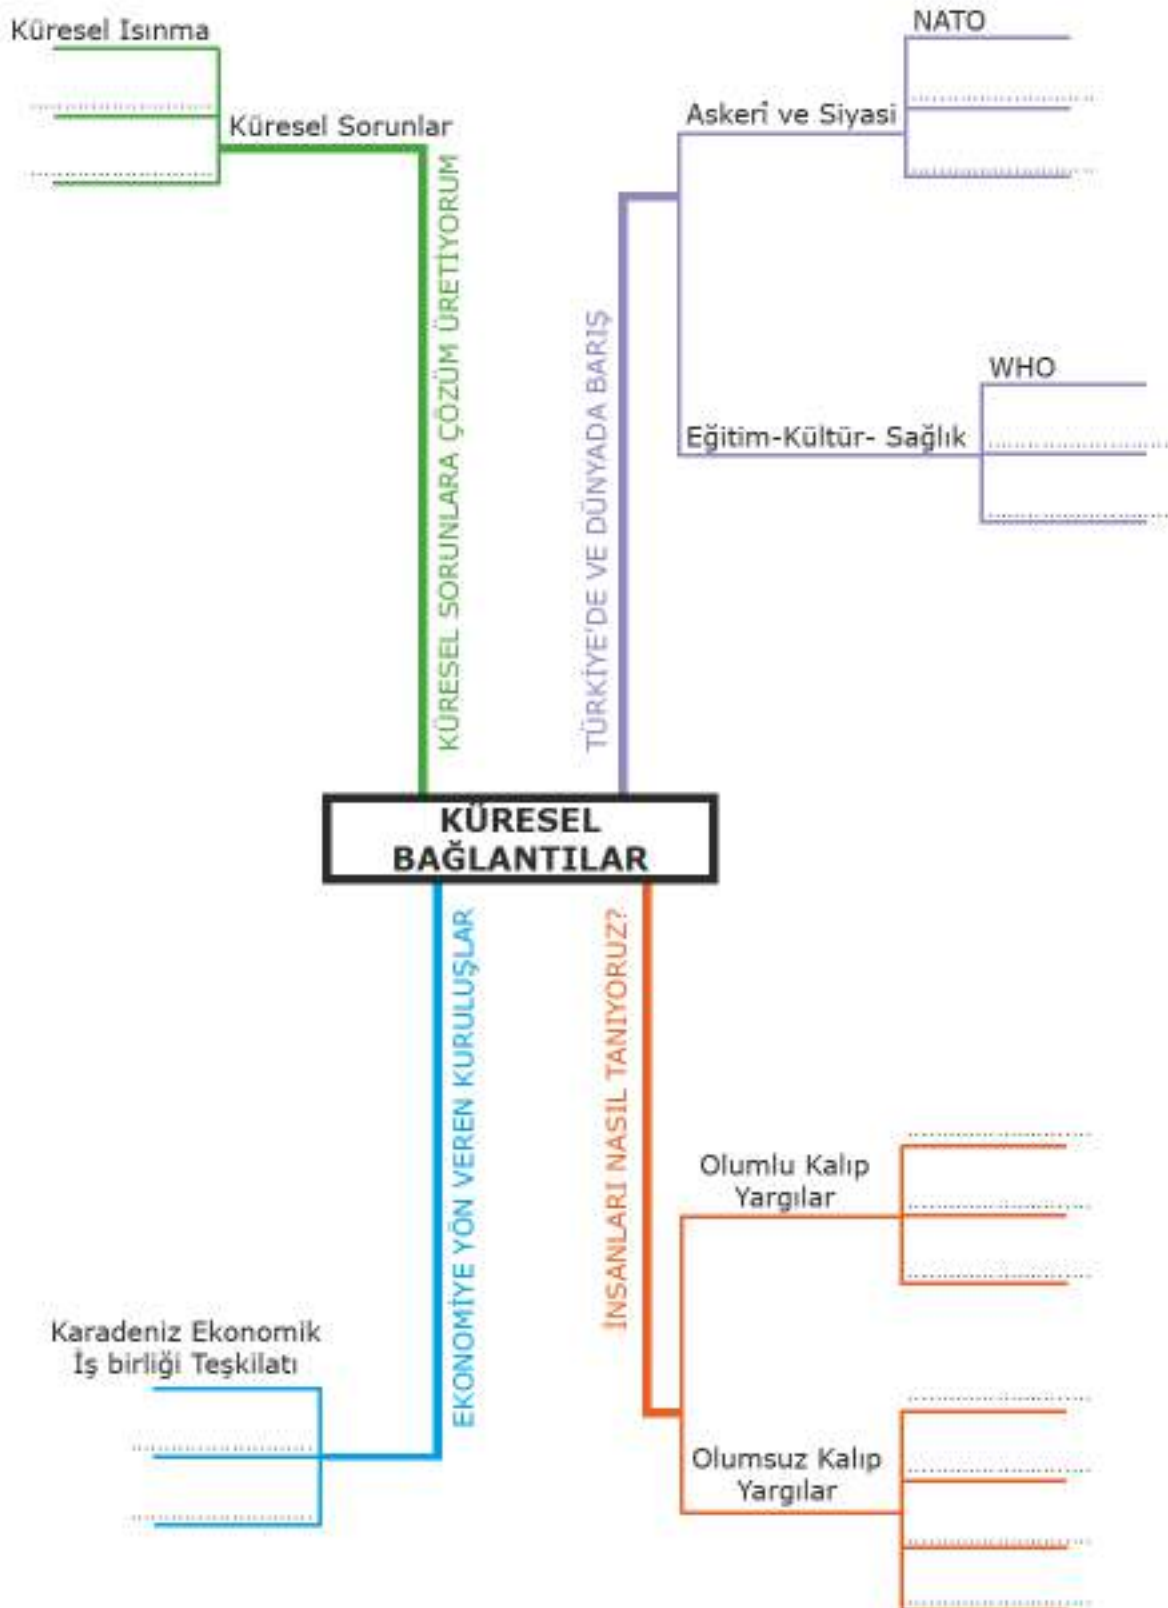 Küresel Isınma
Küresel Sorunlar
KÜRESEL SORUNLARA ÇÖZÜM ÜRETİYORUM
NATO
Askerî ve Siyasi
WHO
Eğitim-Kültür- Sağlık
TÜRKİYE'DE VE DÜNYADA BARIŞ
KÜRESEL
BAĞLANTILAR
EKONOMİYE YÖN VEREN KURULUŞLAR
Karadeniz Ekonomik
İş birliği Teşkilatı
İNSANLARI NASIL TANIYORUZ?
Olumlu Kalıp
Yargılar
Olumsuz Kalıp
Yargılar